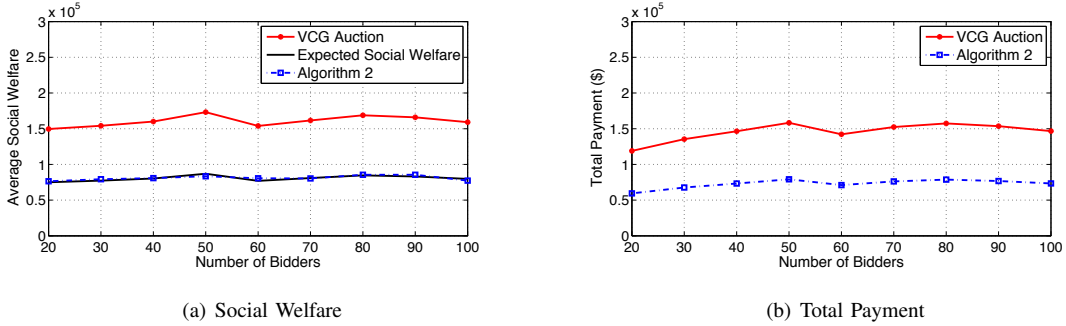 x 10^5
3
2.5
2
1.5
1
0.5
0
Average Social Welfare
VCG Auction
Expected Social Welfare
Algorithm 2
20 30 40 50 60 70 80 90 100
Number of Bidders
(a) Social Welfare
x 10^5
3
2.5
2
1.5
1
0.5
0
Total Payment ($)
VCG Auction
Algorithm 2
20 30 40 50 60 70 80 90 100
Number of Bidders
(b) Total Payment